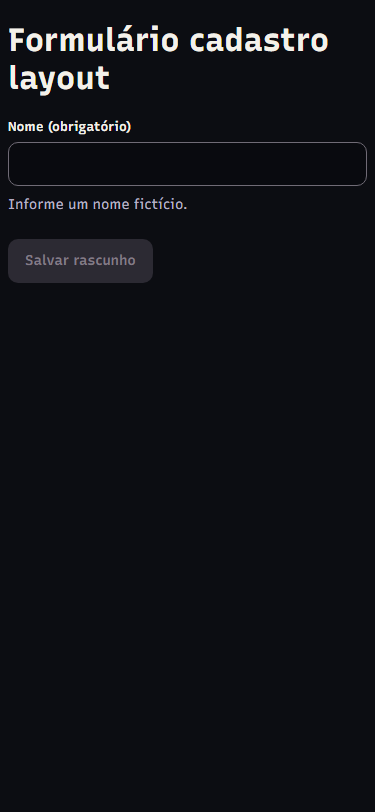 Formulário cadastro
layout
Nome (obrigatório)
Informe um nome fictício.
Salvar rascunho